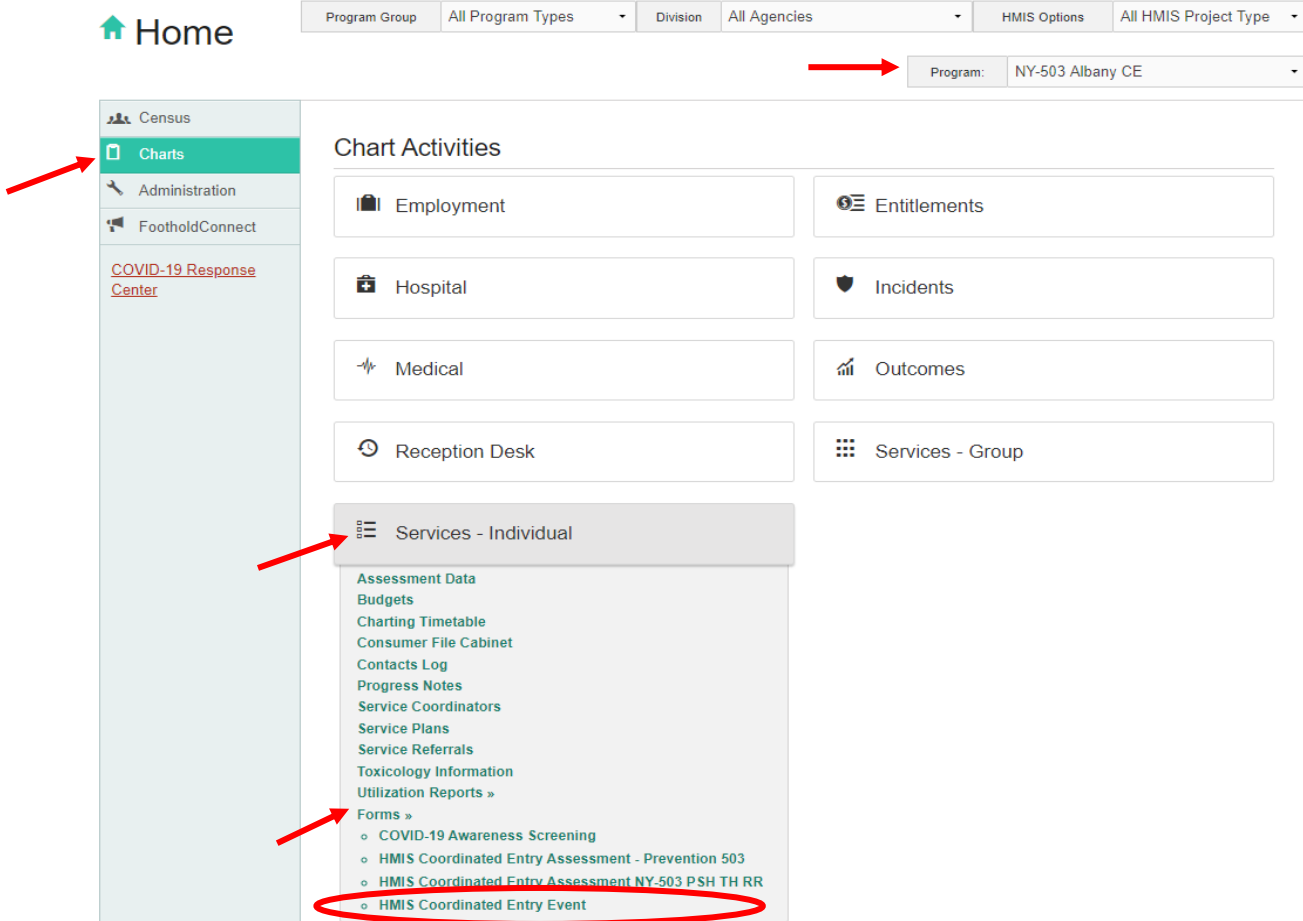 Home
Program Group All Program Types Division All Agencies HMIS Options All HMIS Project Type
Program: NY-503 Albany CE
Census
Charts
Administration
FootholdConnect
COVID-19 Response
Center
Chart Activities
Employment
Entitlements
Hospital
Incidents
Medical
Outcomes
Reception Desk
Services - Group
Services - Individual
Assessment Data
Budgets
Charting Timetable
Consumer File Cabinet
Contacts Log
Progress Notes
Service Coordinators
Service Plans
Service Referrals
Toxicology Information
Utilization Reports »
Forms »
COVID-19 Awareness Screening
HMIS Coordinated Entry Assessment - Prevention 503
HMIS Coordinated Entry Assessment NY-503 PSH TH RR
HMIS Coordinated Entry Event